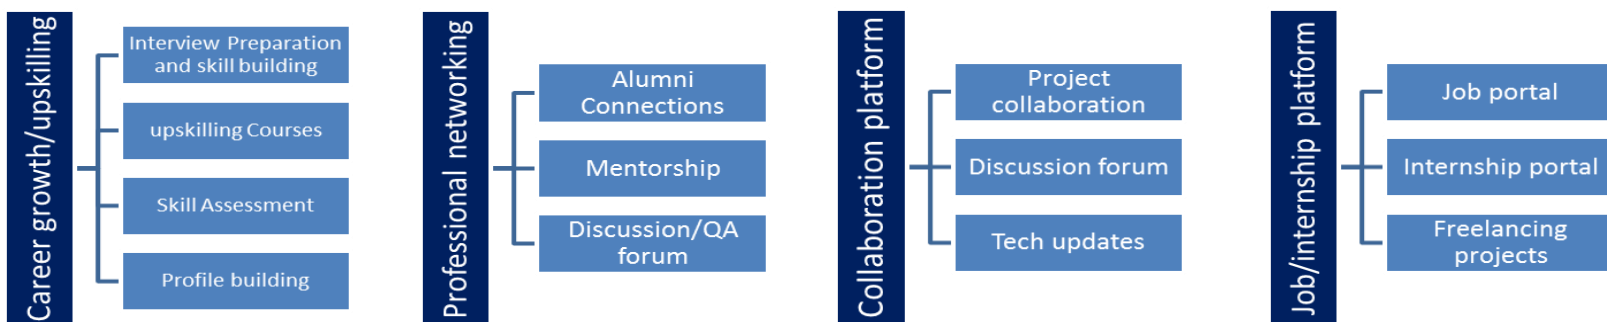 Career growth/upskilling
Interview Preparation
and skill building
upskilling Courses
Skill Assessment
Profile building
Professional networking
Alumni
Connections
Mentorship
Discussion/QA
forum
Collaboration platform
Project
collaboration
Discussion forum
Tech updates
Job/internship platform
Job portal
Internship portal
Freelancing
projects